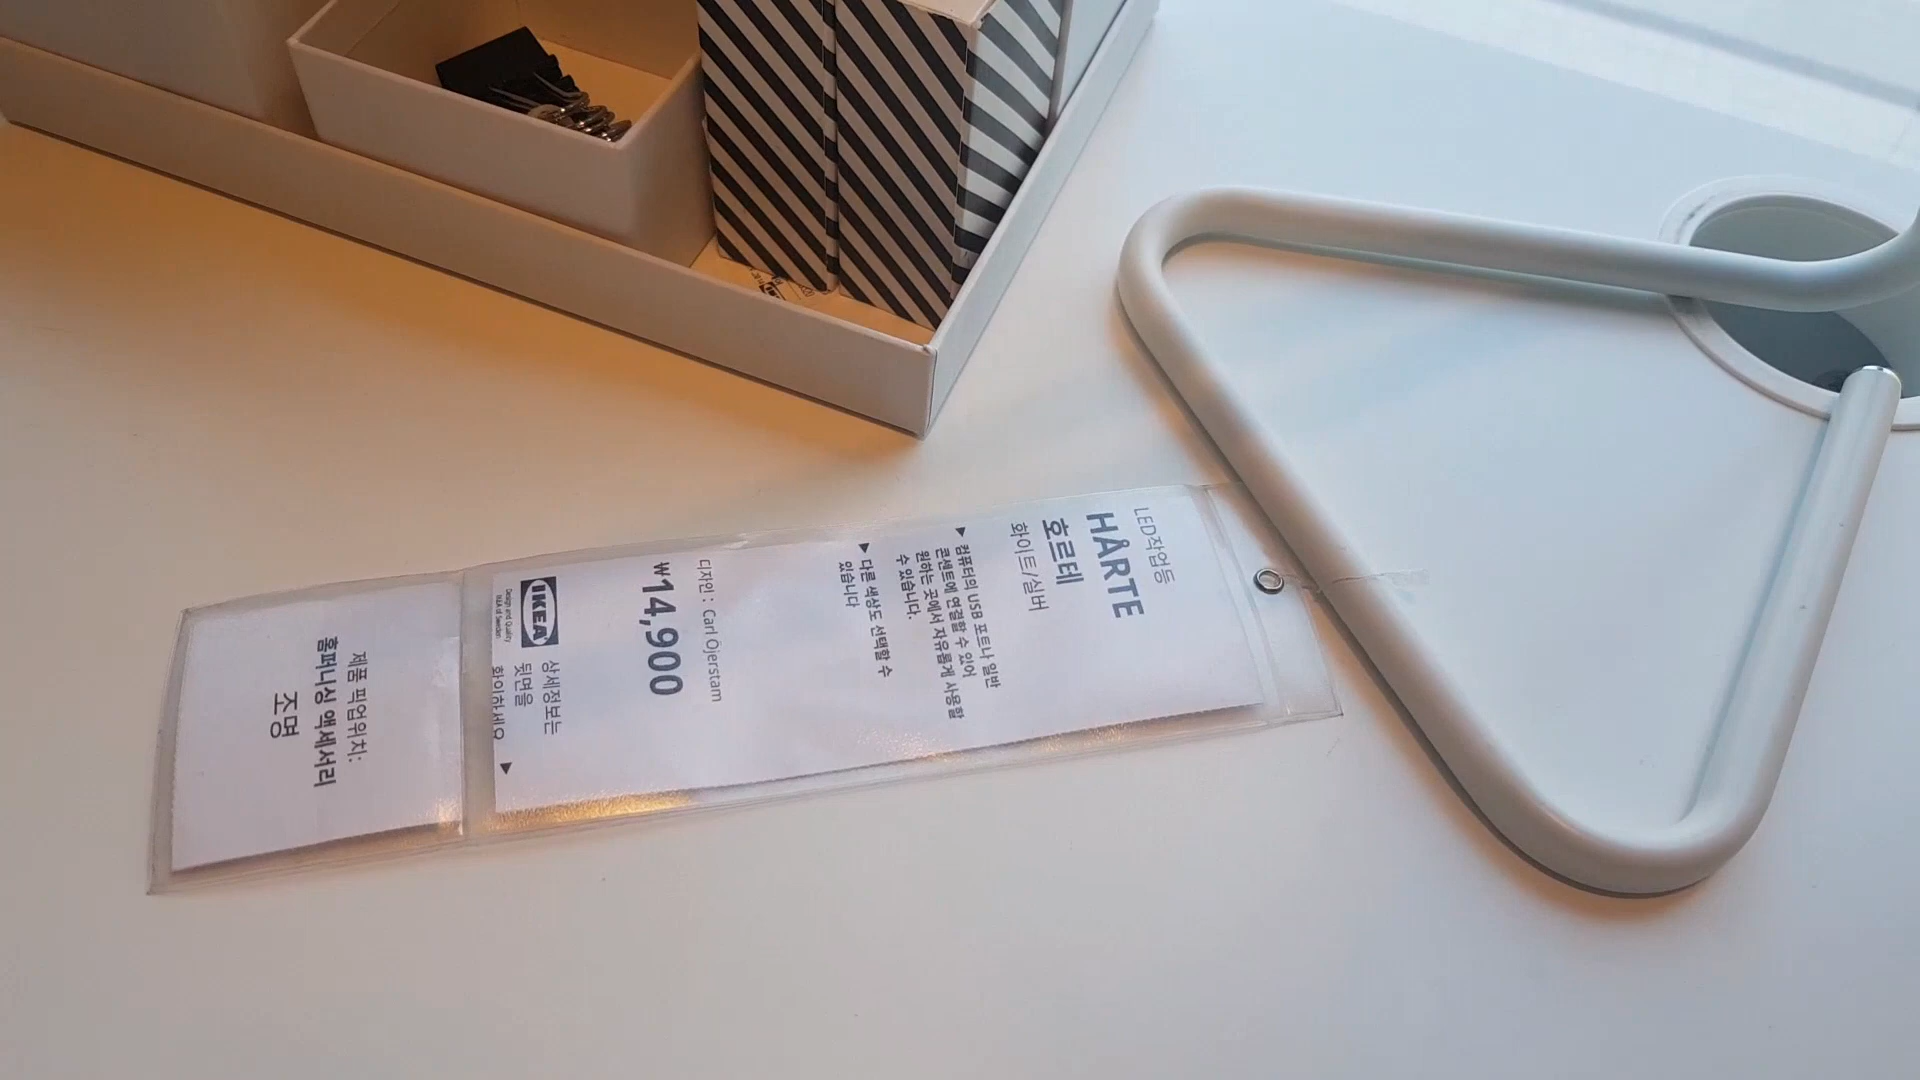 LED작업등
HÅRTE
호르테
화이트/실버
▶ 컴퓨터의 USB 포트나 일반
콘센트에 연결할 수 있어
원하는 곳에서 자유롭게 사용할
수 있습니다.
▶ 다른 색상도 선택할 수
있습니다
디자인 : Carl Öjerstam
₩14,900
IKEA
Design and Quality
IKEA of Sweden
상세정보는
뒷면을
확인하세요 ▶
제품 픽업위치:
홈퍼니싱 액세서리
조명